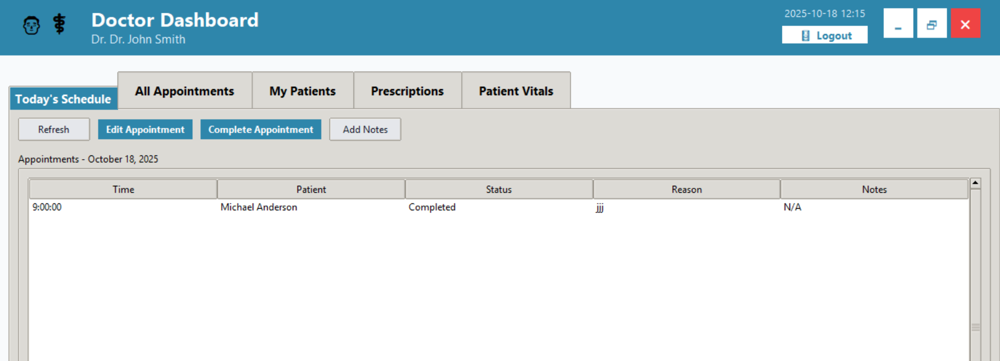 Doctor Dashboard
Dr. Dr. John Smith
2025-10-18 12:15
Logout
Today's Schedule
All Appointments
My Patients
Prescriptions
Patient Vitals
Refresh
Edit Appointment
Complete Appointment
Add Notes
Appointments - October 18, 2025
Time Patient Status Reason Notes
9:00:00 Michael Anderson Completed jjj N/A